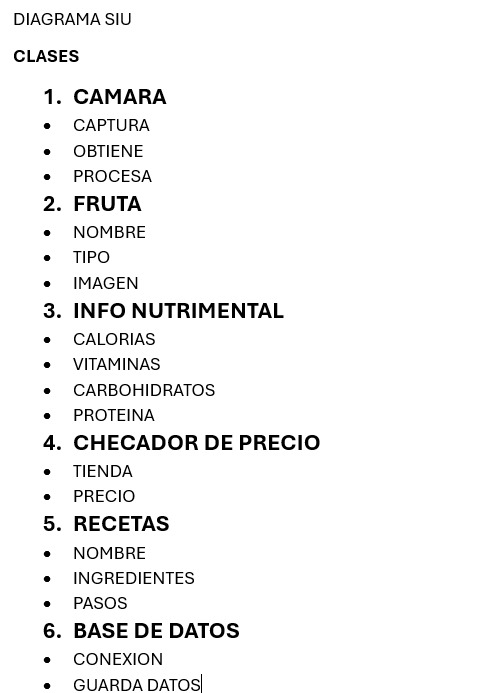 DIAGRAMA SIU
CLASES
1. CAMARA
• CAPTURA
• OBTIENE
• PROCESA
2. FRUTA
• NOMBRE
• TIPO
• IMAGEN
3. INFO NUTRIMENTAL
• CALORIAS
• VITAMINAS
• CARBOHIDRATOS
• PROTEINA
4. CHECADOR DE PRECIO
• TIENDA
• PRECIO
5. RECETAS
• NOMBRE
• INGREDIENTES
• PASOS
6. BASE DE DATOS
• CONEXION
• GUARDA DATOS